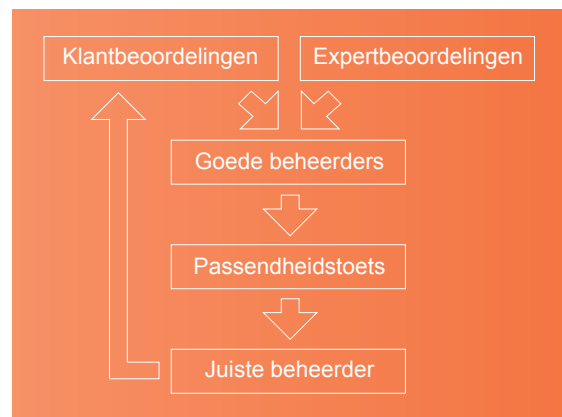 Klantbeoordelingen
Expertbeoordelingen
Goede beheerders
Passendheidstoets
Juiste beheerder